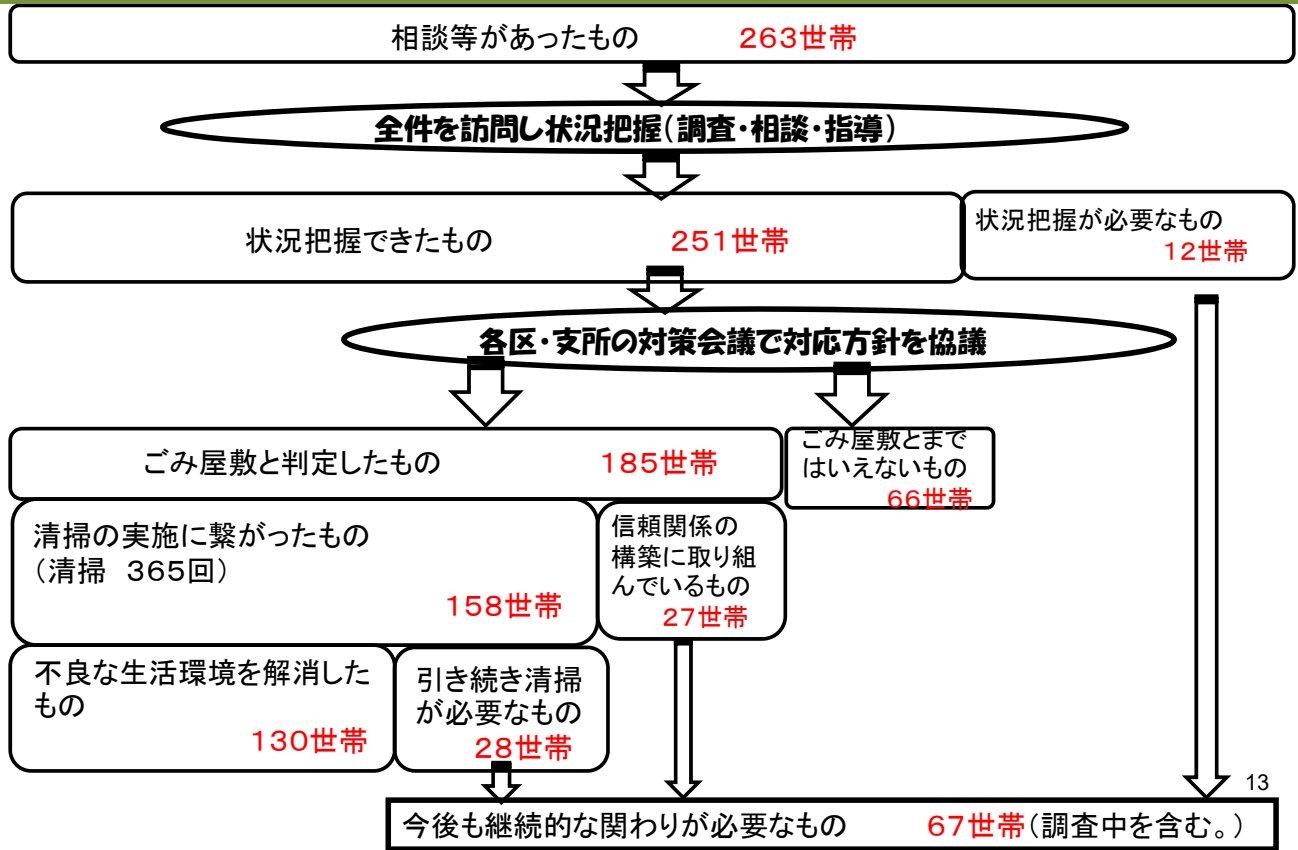 相談等があったもの　263世帯
全件を訪問し状況把握（調査・相談・指導）
状況把握できたもの　251世帯
状況把握が必要なもの
12世帯
各区・支所の対策会議で対応方針を協議
ごみ屋敷と判定したもの　185世帯
ごみ屋敷とまで
はいえないもの
66世帯
清掃の実施に繋がったもの
（清掃　365回）
158世帯
信頼関係の
構築に取り組
んでいるもの
27世帯
不良な生活環境を解消した
もの
130世帯
引き続き清掃
が必要なもの
28世帯
13
今後も継続的な関わりが必要なもの　67世帯（調査中を含む。）